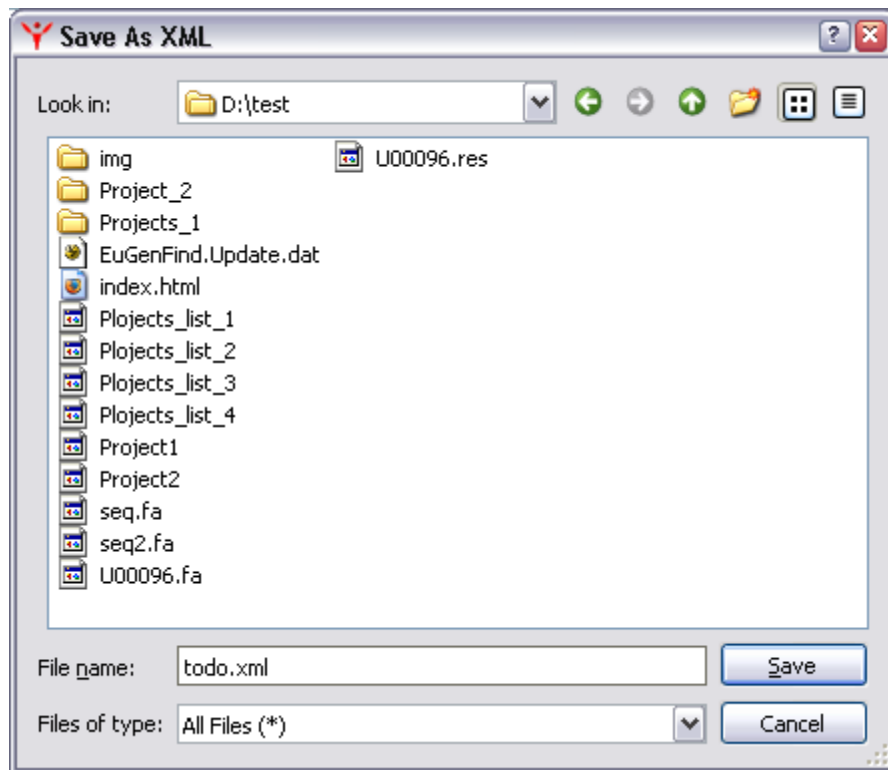 Save As XML
Look in: D:\test
img
Project_2
Projects_1
EuGenFind.Update.dat
index.html
Plojects_list_1
Plojects_list_2
Plojects_list_3
Plojects_list_4
Project1
Project2
seq.fa
seq2.fa
U00096.fa
U00096.res
File name: todo.xml Save
Files of type: All Files (*) Cancel